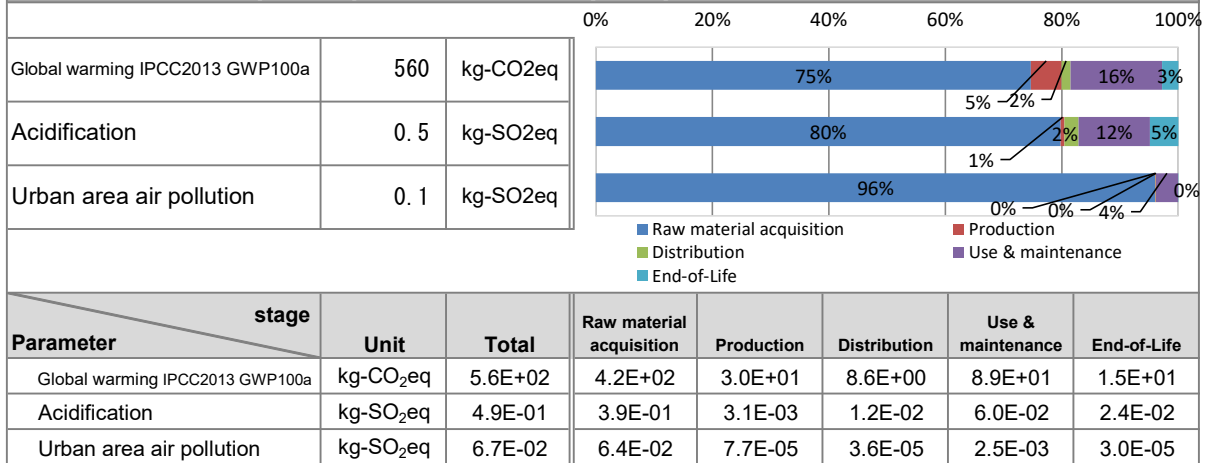 0% 20% 40% 60% 80% 100%
Global warming IPCC2013 GWP100a 560 kg-CO2eq
75% 5% 2% 16% 3%
Acidification 0.5 kg-SO2eq
80% 1% 2% 12% 5%
Urban area air pollution 0.1 kg-SO2eq
96% 0% 0% 4% 0%
Raw material acquisition Production
Distribution Use & maintenance
End-of-Life
stage
Parameter Unit Total Raw material acquisition Production Distribution Use & maintenance End-of-Life
Global warming IPCC2013 GWP100a kg-CO₂eq 5.6E+02 4.2E+02 3.0E+01 8.6E+00 8.9E+01 1.5E+01
Acidification kg-SO₂eq 4.9E-01 3.9E-01 3.1E-03 1.2E-02 6.0E-02 2.4E-02
Urban area air pollution kg-SO₂eq 6.7E-02 6.4E-02 7.7E-05 3.6E-05 2.5E-03 3.0E-05